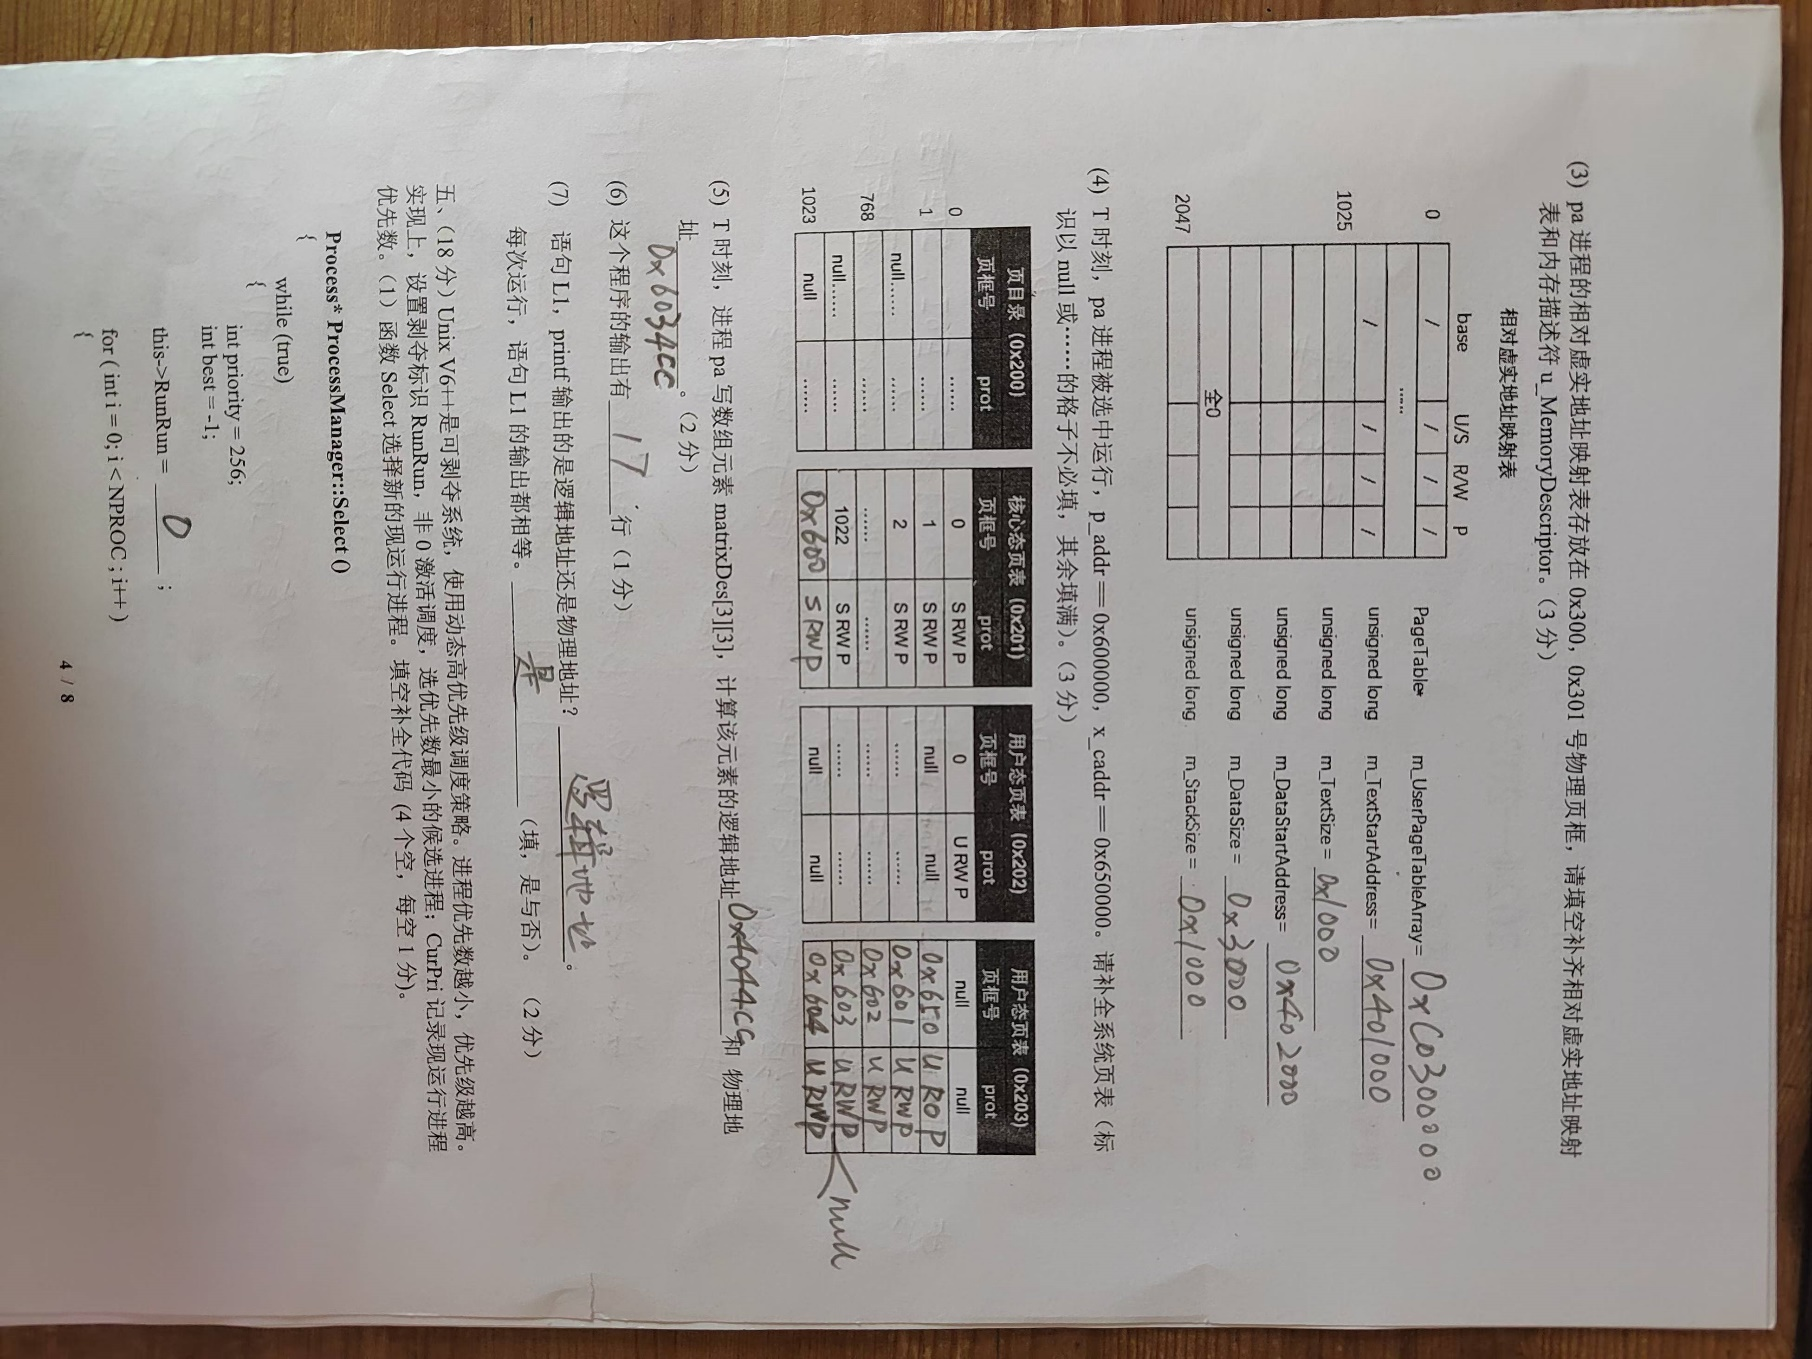 (3) pa 进程的相对虚实地址映射表存放在 0x300，0x301 号物理页框，请填空补齐相对虚实地址映射
表和内存描述符 u_MemoryDescriptor。（3 分）
相对虚实地址映射表
base U/S R/W P
0 / / / /
......
1025 / / / /
全0
2047
PageTable* m_UserPageTableArray= 0xC0300000
unsigned long m_TextStartAddress= 0x401000
unsigned long m_TextSize= 0x1000
unsigned long m_DataStartAddress= 0x402000
unsigned long m_DataSize= 0x3000
unsigned long m_StackSize= 0x1000
(4) T 时刻，pa 进程被选中运行，p_addr==0x600000，x_caddr==0x650000。请补全系统页表（标
识以 null 或……的格子不必填，其余填满）。（3 分）
页目录（0x200） 核心态页表（0x201） 用户态页表（0x202） 用户态页表（0x203）
页框号 prot 页框号 prot 页框号 prot 页框号 prot
0 ...... 0 S RW P 0 U RW P null null
1 ...... 1 S RW P null null 0x650 U RO P
null...... ...... 2 S RW P ...... ...... 0x601 U RWP
768 ...... ...... ...... ...... ...... 0x602 U RWP
null...... ...... 1022 S RW P ...... ...... 0x603 U RWP
1023 null ...... 0x600 S RWP null null 0x604 U RWP
null
(5) T 时刻，进程 pa 写数组元素 matrixDes[3][3]，计算该元素的逻辑地址 0x4044CC 和 物理地
址 0x6034CC 。（2 分）
(6) 这个程序的输出有 17 行（1 分）
(7) 语句 L1，printf 输出的是逻辑地址还是物理地址？ 逻辑地址 。
每次运行，语句 L1 的输出都相等。 是 （填，是与否）。（2 分）
五、（18 分）Unix V6++是可剥夺系统，使用动态高优先级调度策略。进程优先数越小，优先级越高。
实现上，设置剥夺标识 RunRun，非 0 激活调度，选优先数最小的候选进程；CurPri 记录现运行进程
优先数。（1）函数 Select 选择新的现运行进程。填空补全代码（4 个空，每空 1 分）。
Process* ProcessManager::Select ()
{
while (true)
{
int priority = 256;
int best = -1;
this->RunRun = 0 ;
for ( int i = 0; i < NPROC ; i++ )
{
4 / 8